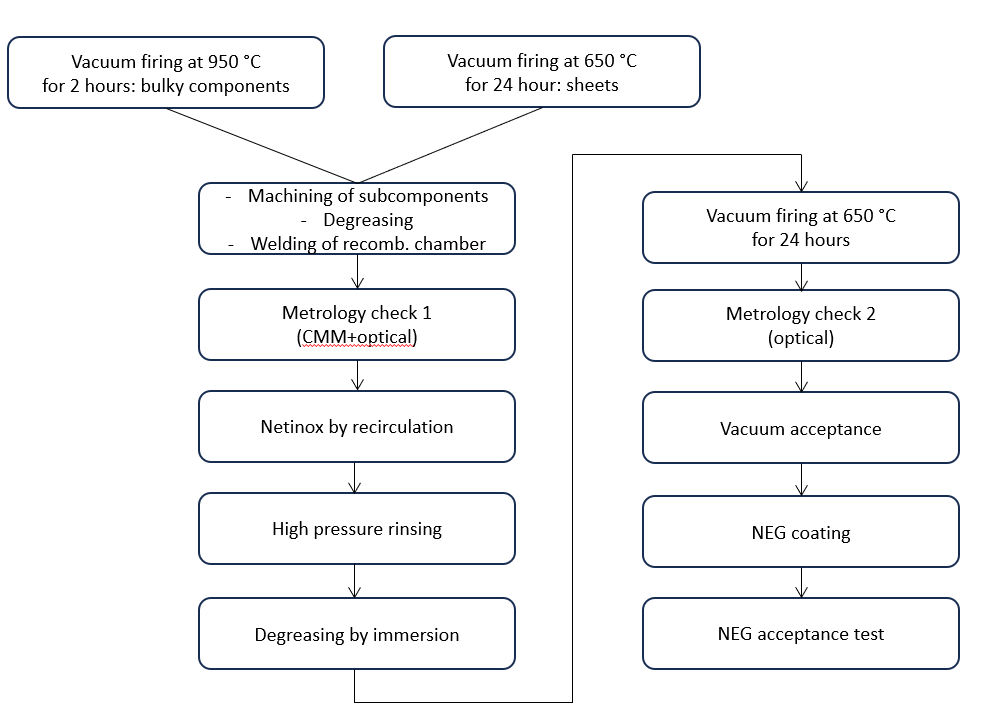 Vacuum firing at 950 °C
for 2 hours: bulky components
Vacuum firing at 650 °C
for 24 hour: sheets
- Machining of subcomponents
- Degreasing
- Welding of recomb. chamber
Metrology check 1
(CMM+optical)
Netinox by recirculation
High pressure rinsing
Degreasing by immersion
Vacuum firing at 650 °C
for 24 hours
Metrology check 2
(optical)
Vacuum acceptance
NEG coating
NEG acceptance test